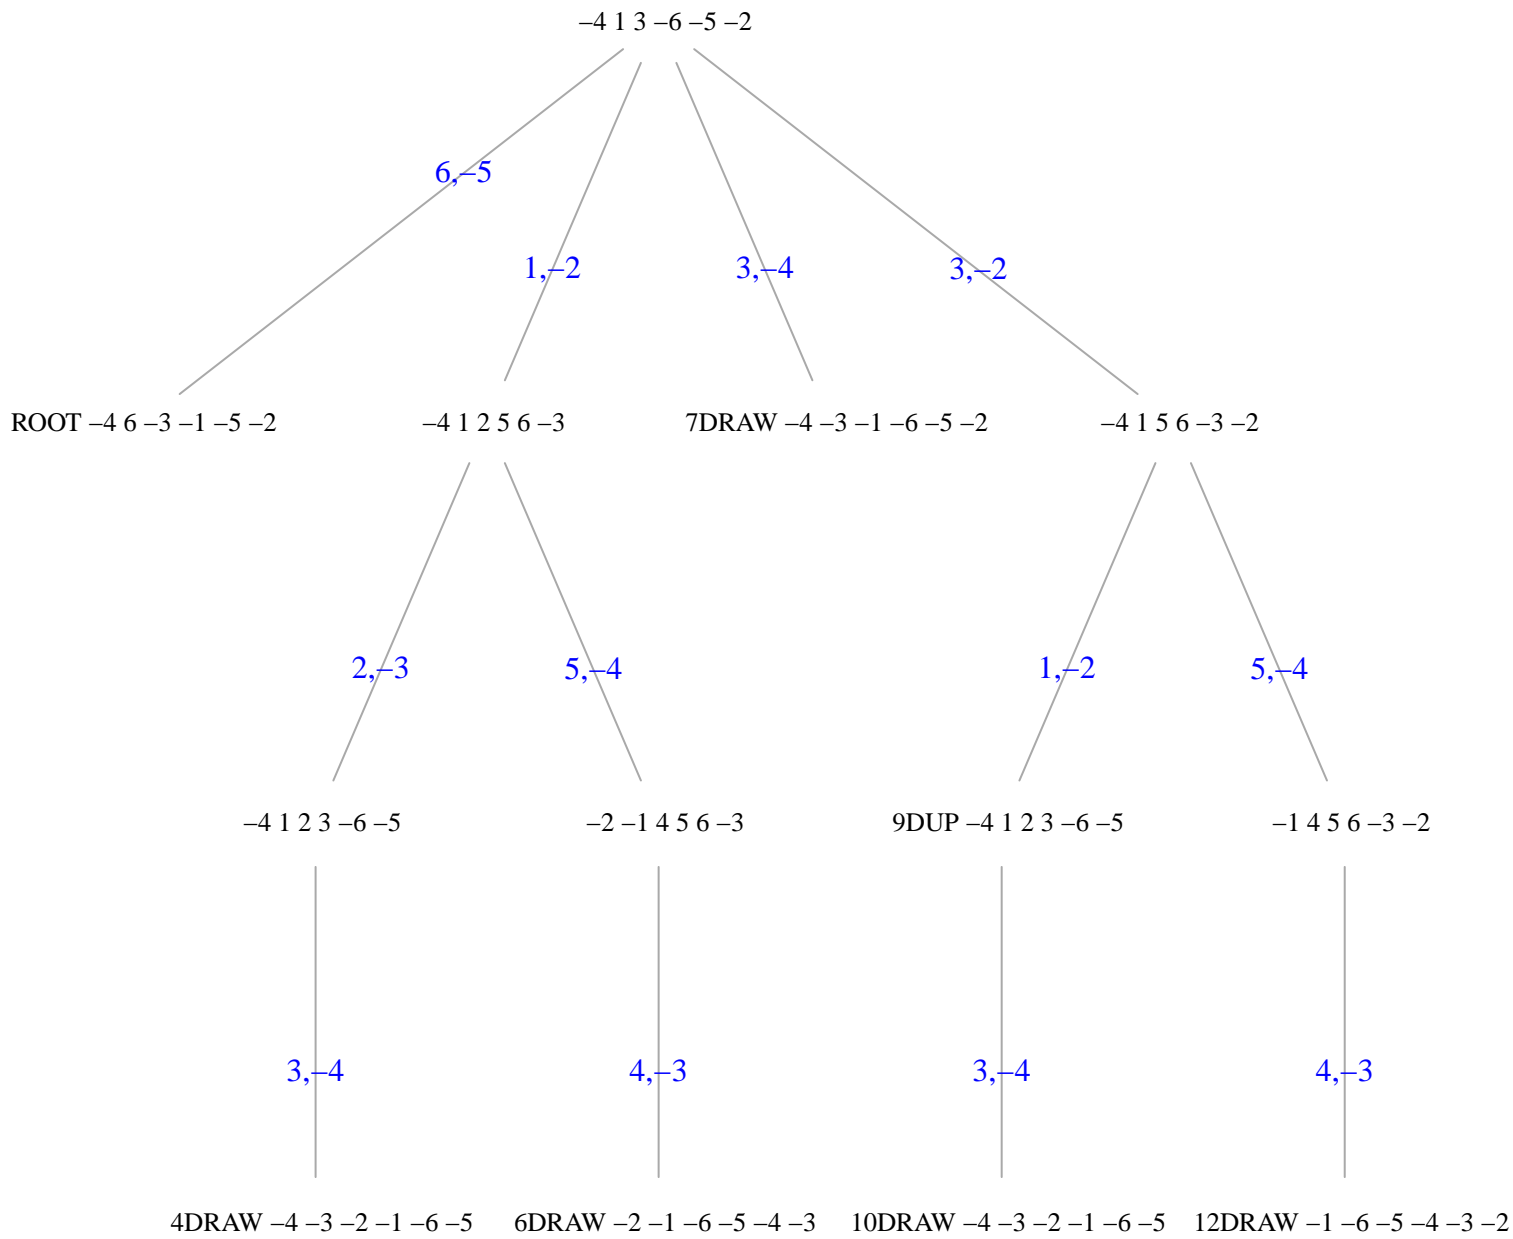 –4 1 3 –6 –5 –2
6,–5
1,–2
3,–4
3,–2
ROOT –4 6 –3 –1 –5 –2
–4 1 2 5 6 –3
7DRAW –4 –3 –1 –6 –5 –2
–4 1 5 6 –3 –2
2,–3
5,–4
1,–2
5,–4
–4 1 2 3 –6 –5
–2 –1 4 5 6 –3
9DUP –4 1 2 3 –6 –5
–1 4 5 6 –3 –2
3,–4
4,–3
3,–4
4,–3
4DRAW –4 –3 –2 –1 –6 –5
6DRAW –2 –1 –6 –5 –4 –3
10DRAW –4 –3 –2 –1 –6 –5
12DRAW –1 –6 –5 –4 –3 –2